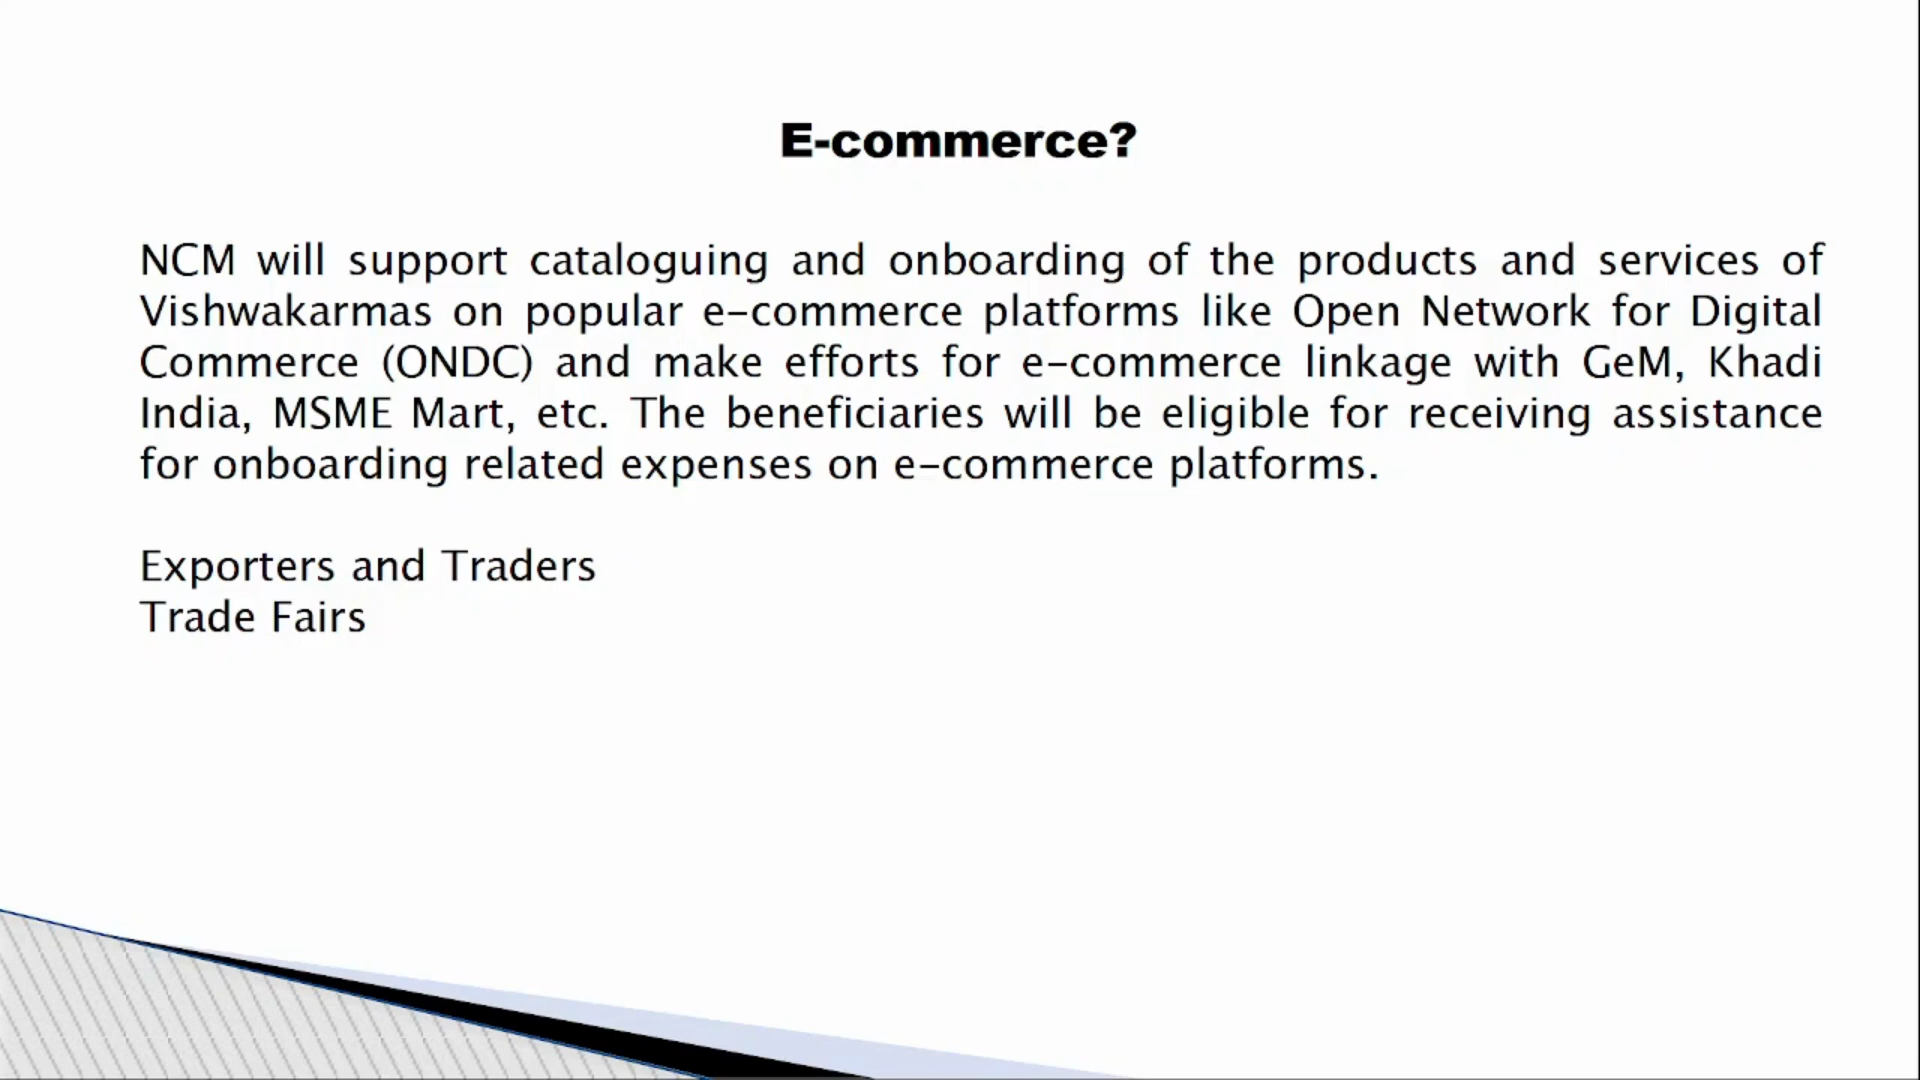 E-commerce?
NCM will support cataloguing and onboarding of the products and services of
Vishwakarmas on popular e-commerce platforms like Open Network for Digital
Commerce (ONDC) and make efforts for e-commerce linkage with GeM, Khadi
India, MSME Mart, etc. The beneficiaries will be eligible for receiving assistance
for onboarding related expenses on e-commerce platforms.
Exporters and Traders
Trade Fairs